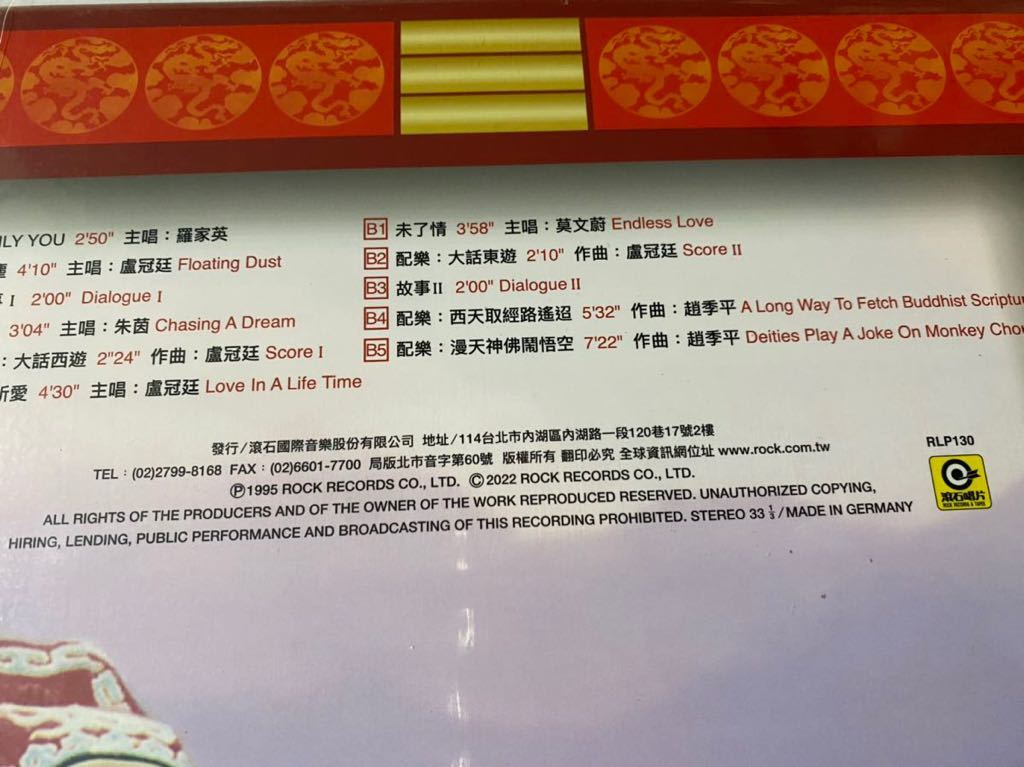 ONLY YOU 2'50" 主唱：羅家英
塵 4'10" 主唱：盧冠廷 Floating Dust
事 I 2'00" Dialogue I
3'04" 主唱：朱茵 Chasing A Dream
：大話西遊 2"24" 作曲：盧冠廷 Score I
所愛 4'30" 主唱：盧冠廷 Love In A Life Time
B1 未了情 3'58" 主唱：莫文蔚 Endless Love
B2 配樂：大話東遊 2'10" 作曲：盧冠廷 Score II
B3 故事II 2'00" Dialogue II
B4 配樂：西天取經路遙迢 5'32" 作曲：趙季平 A Long Way To Fetch Buddhist Scriptu
B5 配樂：漫天神佛鬧悟空 7'22" 作曲：趙季平 Deities Play A Joke On Monkey Cho
發行/滾石國際音樂股份有限公司 地址/114台北市內湖區內湖路一段120巷17號2樓
TEL：(02)2799-8168 FAX：(02)6601-7700 局版北市音字第60號 版權所有 翻印必究 全球資訊網位址 www.rock.com.tw
Ⓟ1995 ROCK RECORDS CO., LTD. Ⓒ2022 ROCK RECORDS CO., LTD.
ALL RIGHTS OF THE PRODUCERS AND OF THE OWNER OF THE WORK REPRODUCED RESERVED. UNAUTHORIZED COPYING,
HIRING, LENDING, PUBLIC PERFORMANCE AND BROADCASTING OF THIS RECORDING PROHIBITED. STEREO 33 1/3 / MADE IN GERMANY
RLP130
滾石唱片
ROCK RECORDS & TAPES